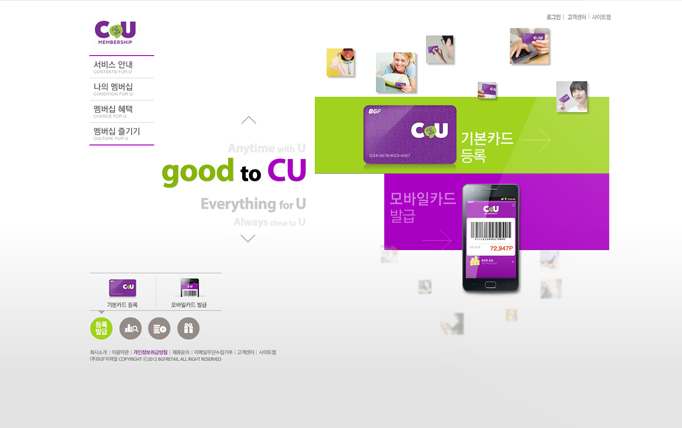 로그인 | 고객센터 | 사이트맵
CU
MEMBERSHIP
서비스 안내
CONTENTS FOR U
나의 멤버십
CONDITION FOR U
멤버십 혜택
CHANCE FOR U
멤버십 즐기기
CULTURE FOR U
Anytime with U
good to CU
Everything for U
Always close to U
BGF
CU
기본카드
등록
모바일카드
발급
CU
MEMBERSHIP
72,947P
기본카드 등록
모바일카드 발급
등록
발급
회사소개 | 이용약관 | 개인정보취급방침 | 제휴문의 | 이메일무단수집거부 | 고객센터 | 사이트맵
(주)BGF리테일 COPYRIGHT ⓒ2012 BGFRETAIL ALL RIGHT RESERVED